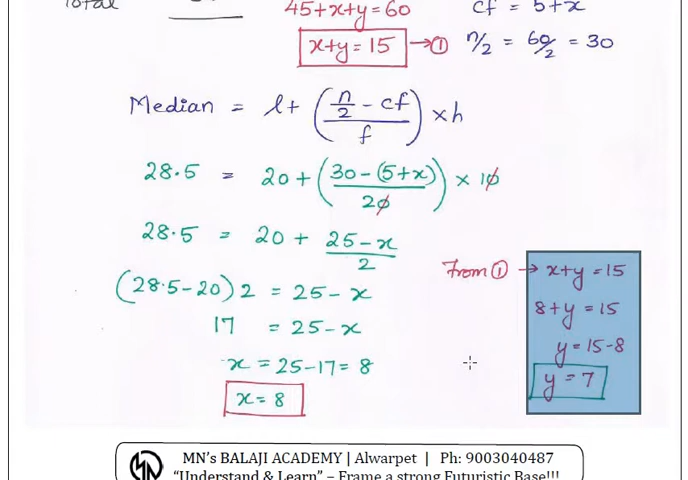 Total
45+x+y=60
cf = 5+x
x+y=15 → ①
n/2 = 60/2 = 30
Median = l + ((n/2 - cf)/f) × h
28.5 = 20 + ((30-(5+x))/20) × 10
28.5 = 20 + (25-x)/2
(28.5-20) 2 = 25-x
17 = 25-x
x = 25-17 = 8
x = 8
From ① → x+y = 15
8+y = 15
y = 15-8
y = 7
MN's BALAJI ACADEMY | Alwarpet | Ph: 9003040487
"Understand & Learn" – Frame a strong Futuristic Base!!!
MN